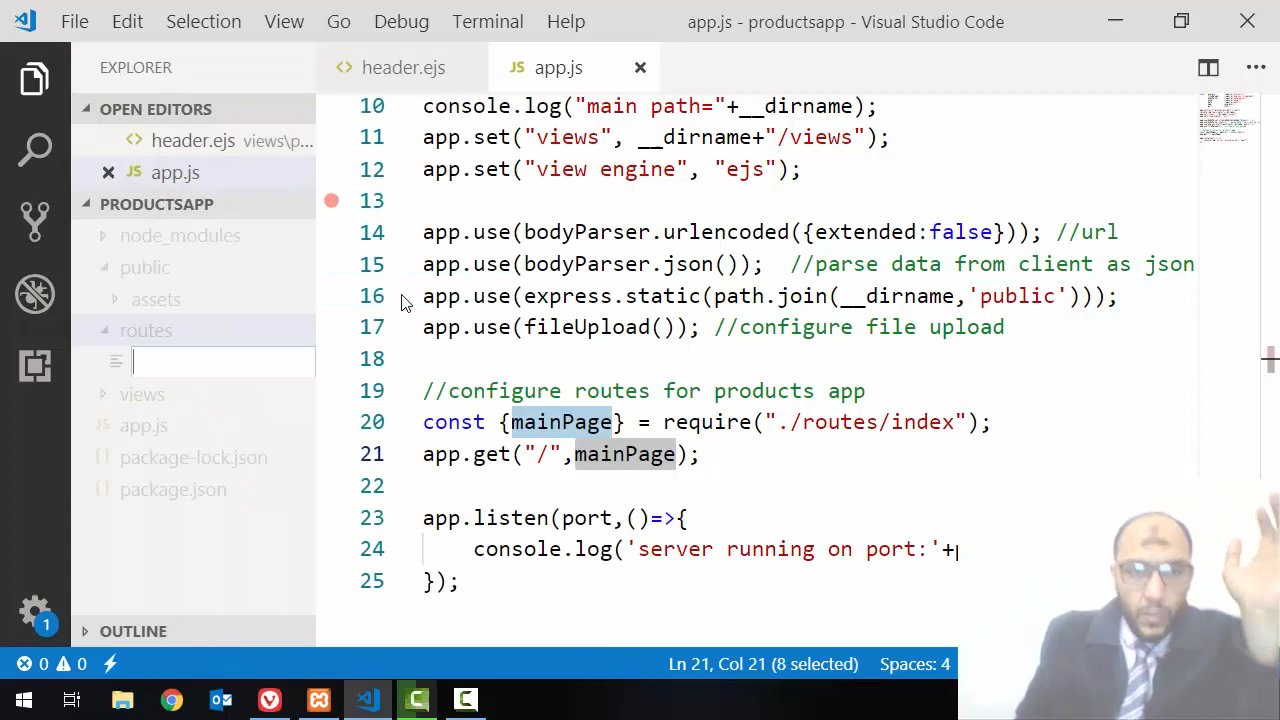 File Edit Selection View Go Debug Terminal Help app.js - productsapp - Visual Studio Code
EXPLORER
OPEN EDITORS
header.ejs views\p...
app.js
PRODUCTSAPP
node_modules
public
assets
routes
views
app.js
package-lock.json
package.json
OUTLINE
header.ejs app.js
10 console.log("main path="+__dirname);
11 app.set("views", __dirname+"/views");
12 app.set("view engine", "ejs");
13
14 app.use(bodyParser.urlencoded({extended:false})); //url
15 app.use(bodyParser.json()); //parse data from client as json
16 app.use(express.static(path.join(__dirname,'public')));
17 app.use(fileUpload()); //configure file upload
18
19 //configure routes for products app
20 const {mainPage} = require("./routes/index");
21 app.get("/",mainPage);
22
23 app.listen(port,()=>{
24 console.log('server running on port:'+p
25 });
1
0 0 Ln 21, Col 21 (8 selected) Spaces: 4